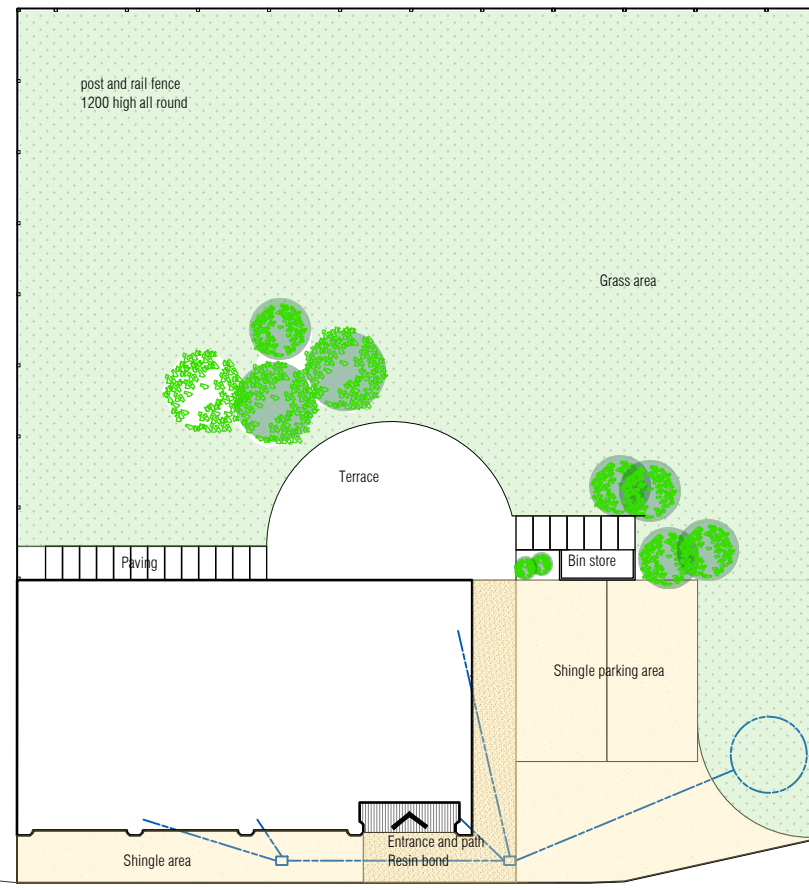 post and rail fence
1200 high all round
Grass area
Terrace
Paving
Bin store
Shingle parking area
Entrance and path
Resin bond
Shingle area